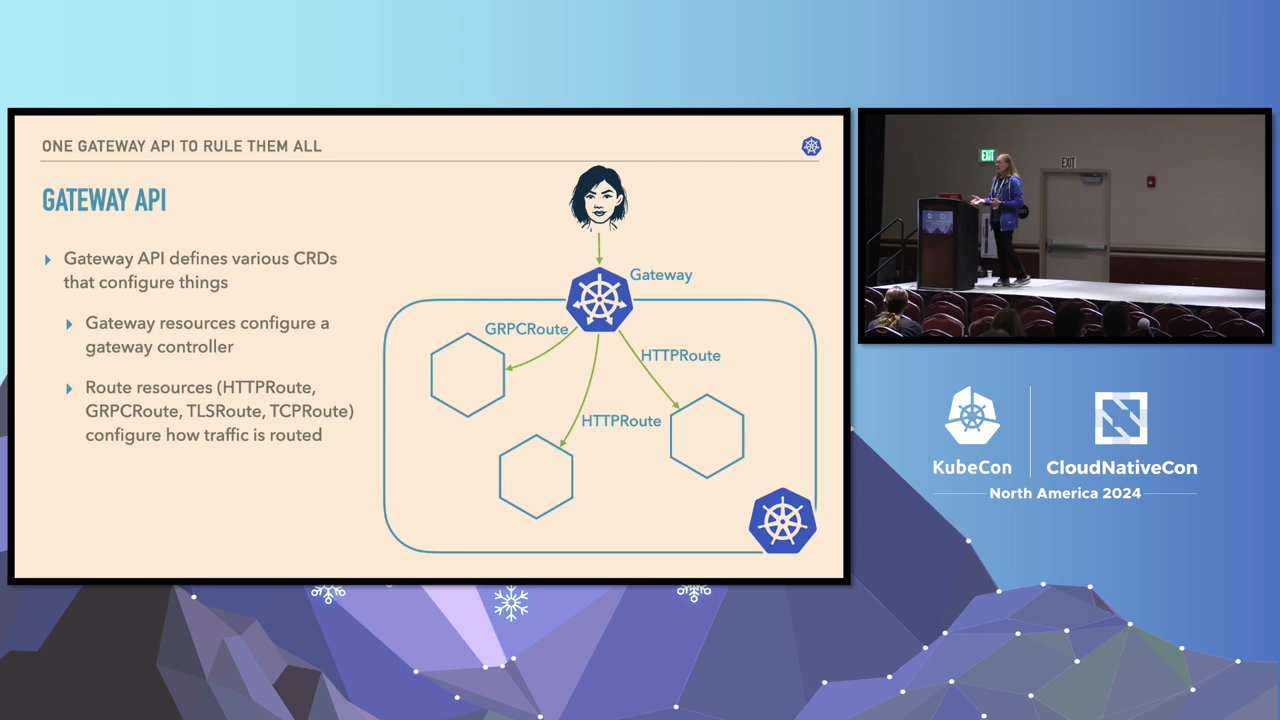 ONE GATEWAY API TO RULE THEM ALL
GATEWAY API
Gateway API defines various CRDs
that configure things
Gateway resources configure a
gateway controller
Route resources (HTTPRoute,
GRPCRoute, TLSRoute, TCPRoute)
configure how traffic is routed
Gateway
GRPCRoute
HTTPRoute
HTTPRoute
EXIT
EXIT
KubeCon
CloudNativeCon
North America 2024